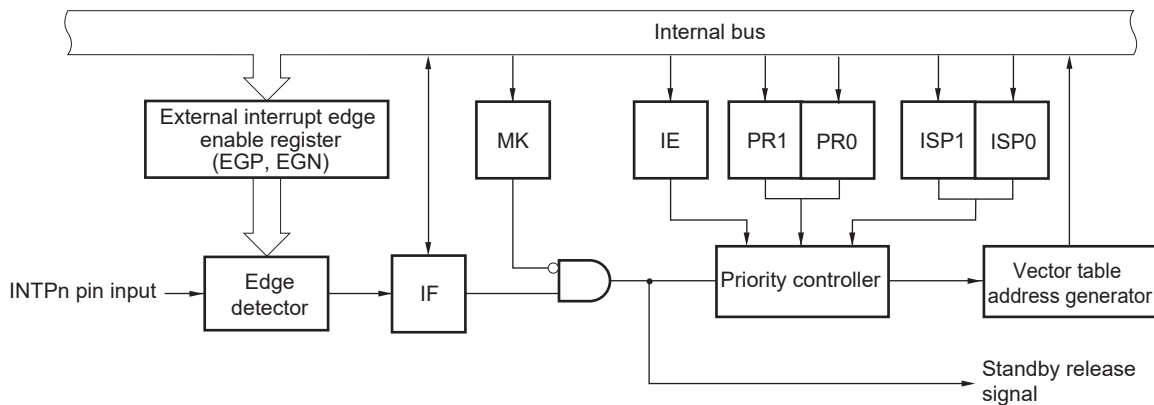 Internal bus
External interrupt edge
enable register
(EGP, EGN)
MK
IE
PR1
PR0
ISP1
ISP0
INTPn pin input
Edge
detector
IF
Priority controller
Vector table
address generator
Standby release
signal